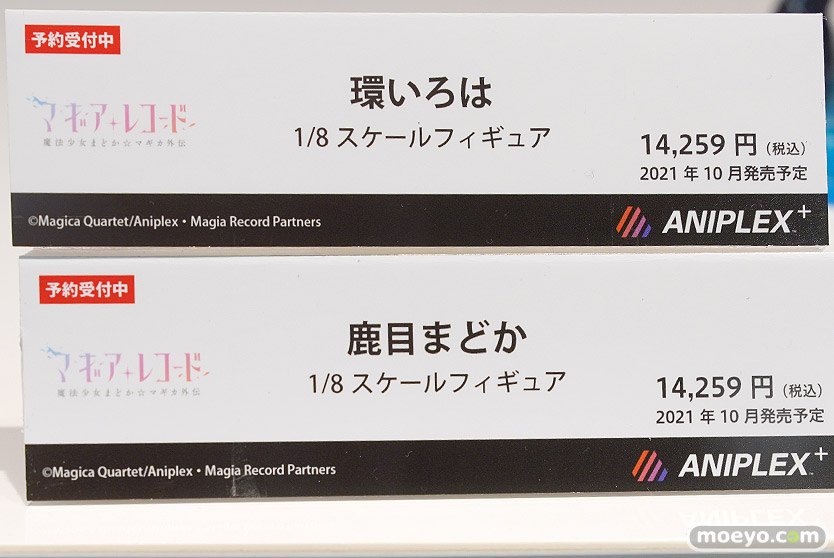 予約受付中
環いろは
マギア✦レコード
1/8 スケールフィギュア
魔法少女まどか☆マギカ外伝
14,259 円 (税込)
2021 年 10 月発売予定
©Magica Quartet/Aniplex・Magia Record Partners
ANIPLEX+
予約受付中
鹿目まどか
マギア✦レコード
1/8 スケールフィギュア
魔法少女まどか☆マギカ外伝
14,259 円 (税込)
2021 年 10 月発売予定
©Magica Quartet/Aniplex・Magia Record Partners
ANIPLEX+
moeyo.com